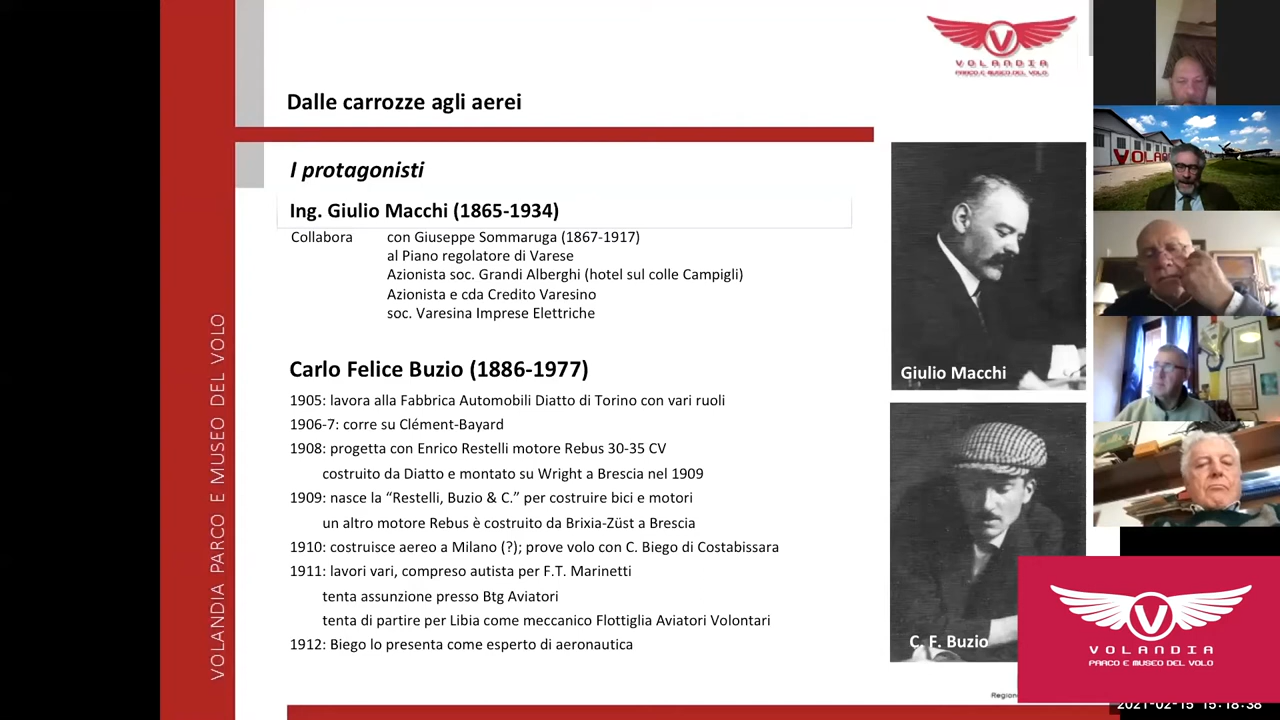 VOLANDIA
PARCO E MUSEO DEL VOLO
Dalle carrozze agli aerei
I protagonisti
Ing. Giulio Macchi (1865-1934)
Collabora con Giuseppe Sommaruga (1867-1917)
al Piano regolatore di Varese
Azionista soc. Grandi Alberghi (hotel sul colle Campigli)
Azionista e cda Credito Varesino
soc. Varesina Imprese Elettriche
Carlo Felice Buzio (1886-1977)
1905: lavora alla Fabbrica Automobili Diatto di Torino con vari ruoli
1906-7: corre su Clément-Bayard
1908: progetta con Enrico Restelli motore Rebus 30-35 CV
costruito da Diatto e montato su Wright a Brescia nel 1909
1909: nasce la “Restelli, Buzio & C.” per costruire bici e motori
un altro motore Rebus è costruito da Brixia-Züst a Brescia
1910: costruisce aereo a Milano (?); prove volo con C. Biego di Costabissara
1911: lavori vari, compreso autista per F.T. Marinetti
tenta assunzione presso Btg Aviatori
tenta di partire per Libia come meccanico Flottiglia Aviatori Volontari
1912: Biego lo presenta come esperto di aeronautica
VOLANDIA PARCO E MUSEO DEL VOLO
Giulio Macchi
C. F. Buzio
Region
VOLANDIA
PARCO E MUSEO DEL VOLO
2021-02-15 15:18:38